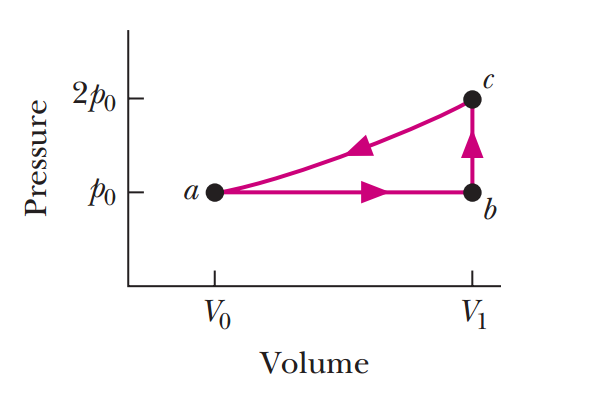 c
2p₀
Pressure
p₀
a
b
V₀
V₁
Volume